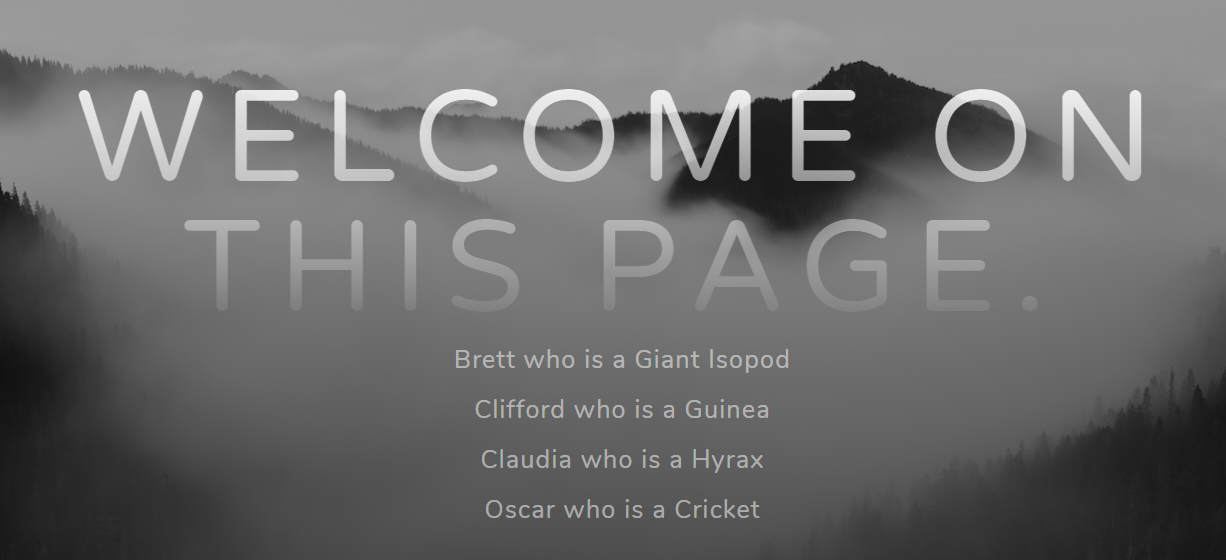 WELCOME ON
THIS PAGE.
Brett who is a Giant Isopod
Clifford who is a Guinea
Claudia who is a Hyrax
Oscar who is a Cricket